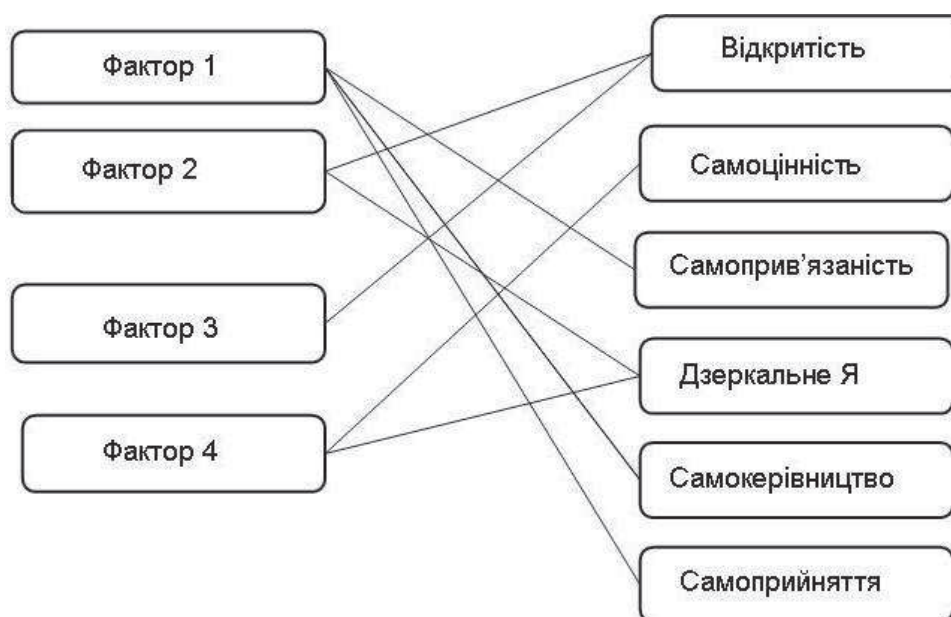 Фактор 1
Фактор 2
Фактор 3
Фактор 4
Відкритість
Самоцінність
Самоприв’язаність
Дзеркальне Я
Самокерівництво
Самоприйняття